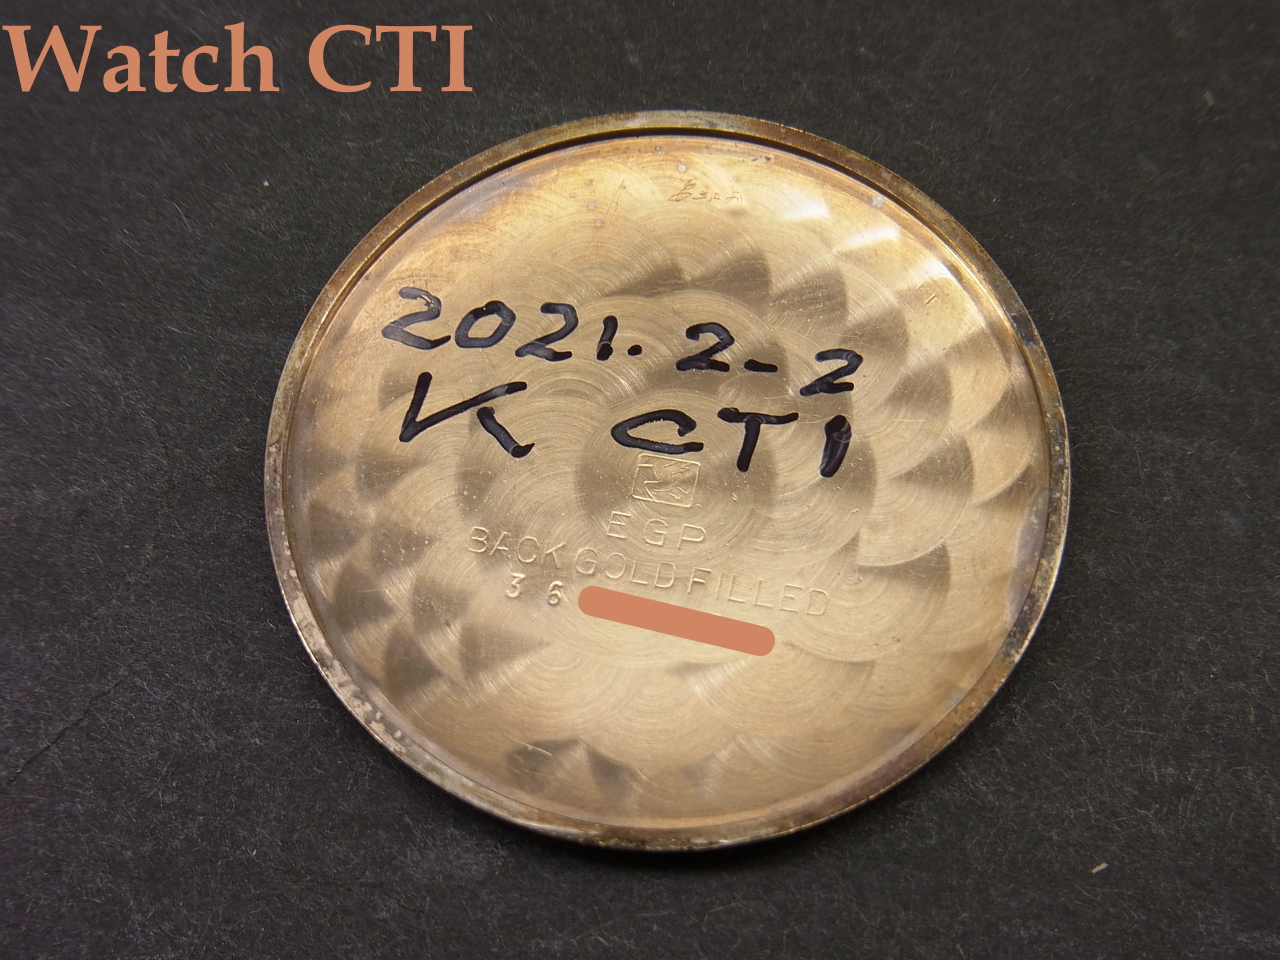 Watch CTI
2021.2-2
K CTI
EGP
BACK GOLD FILLED
36